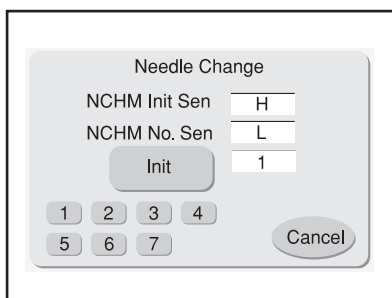 Needle Change
NCHM Init Sen H
NCHM No. Sen L
Init 1
1 2 3 4
5 6 7
Cancel